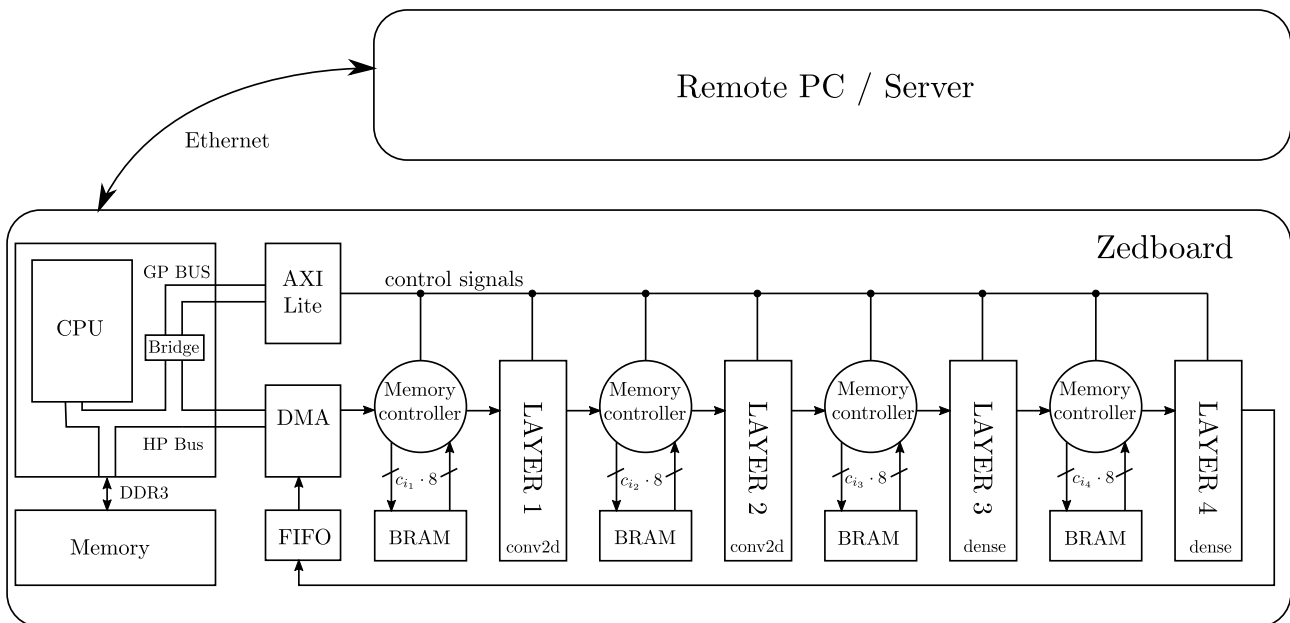 Remote PC / Server
Ethernet
Zedboard
GP BUS
AXI
Lite
control signals
CPU
Bridge
Memory
controller
Memory
controller
Memory
controller
Memory
controller
DMA
LAYER 1
LAYER 2
LAYER 3
LAYER 4
HP Bus
c_{i_1} · 8
c_{i_2} · 8
c_{i_3} · 8
c_{i_4} · 8
DDR3
Memory
FIFO
BRAM
conv2d
BRAM
conv2d
BRAM
dense
BRAM
dense